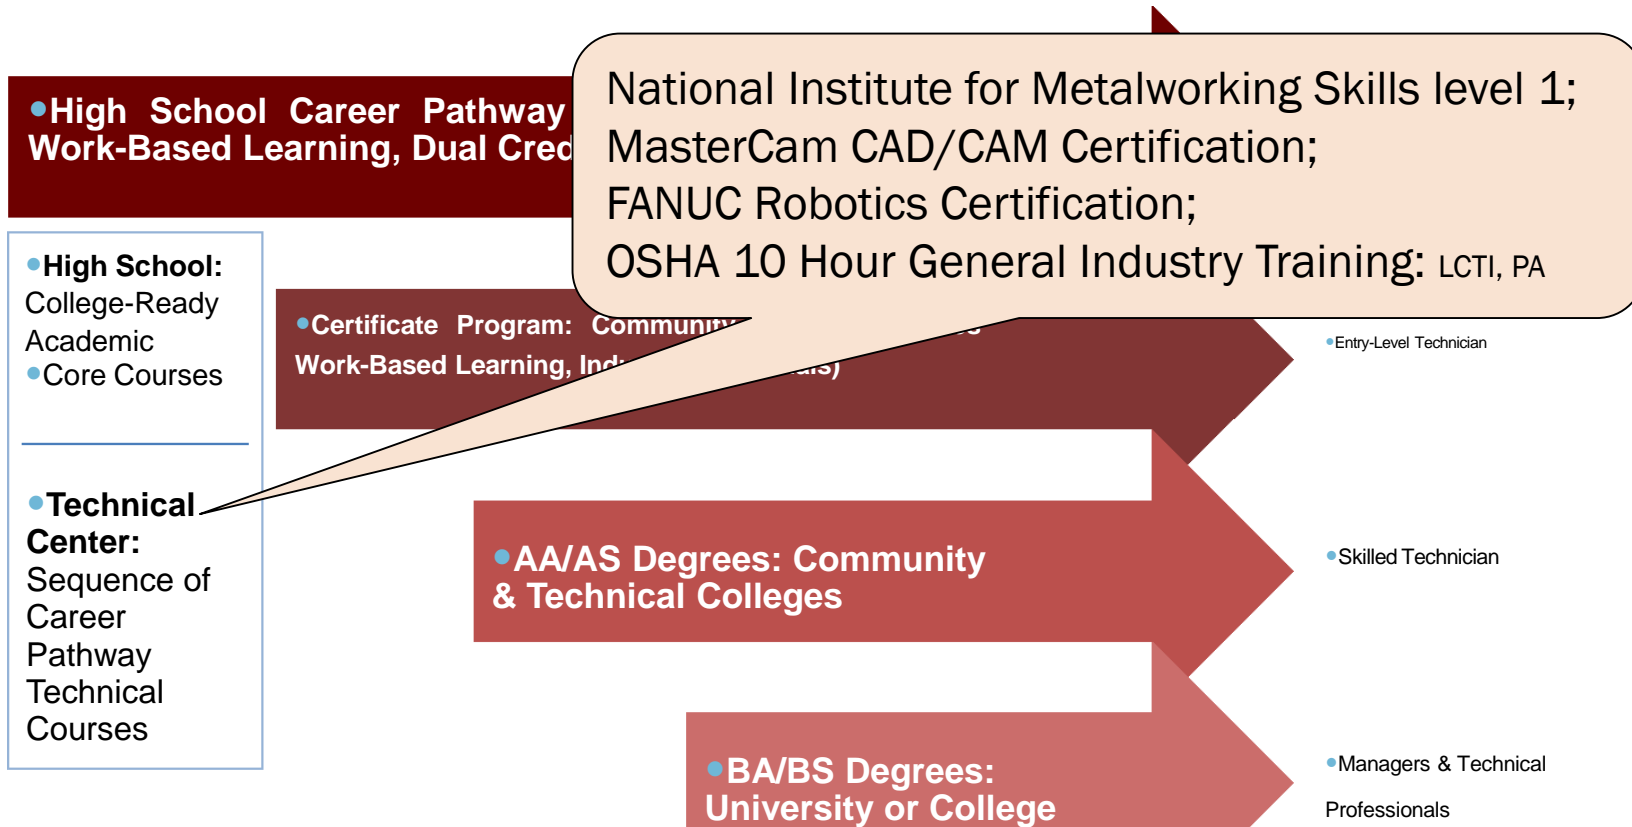 •High School Career Pathway
Work-Based Learning, Dual
National Institute for Metalworking Skills level 1;
MasterCam CAD/CAM Certification;
FANUC Robotics Certification;
OSHA 10 Hour General Industry Training: LCTI, PA
•High School:
College-Ready
Academic
•Core Courses
•Technical
Center:
Sequence of
Career
Pathway
Technical
Courses
•Certificate Program: Community
Work-Based Learning,
•Entry-Level Technician
•AA/AS Degrees: Community
& Technical Colleges
•Skilled Technician
•BA/BS Degrees:
University or College
•Managers & Technical
Professionals